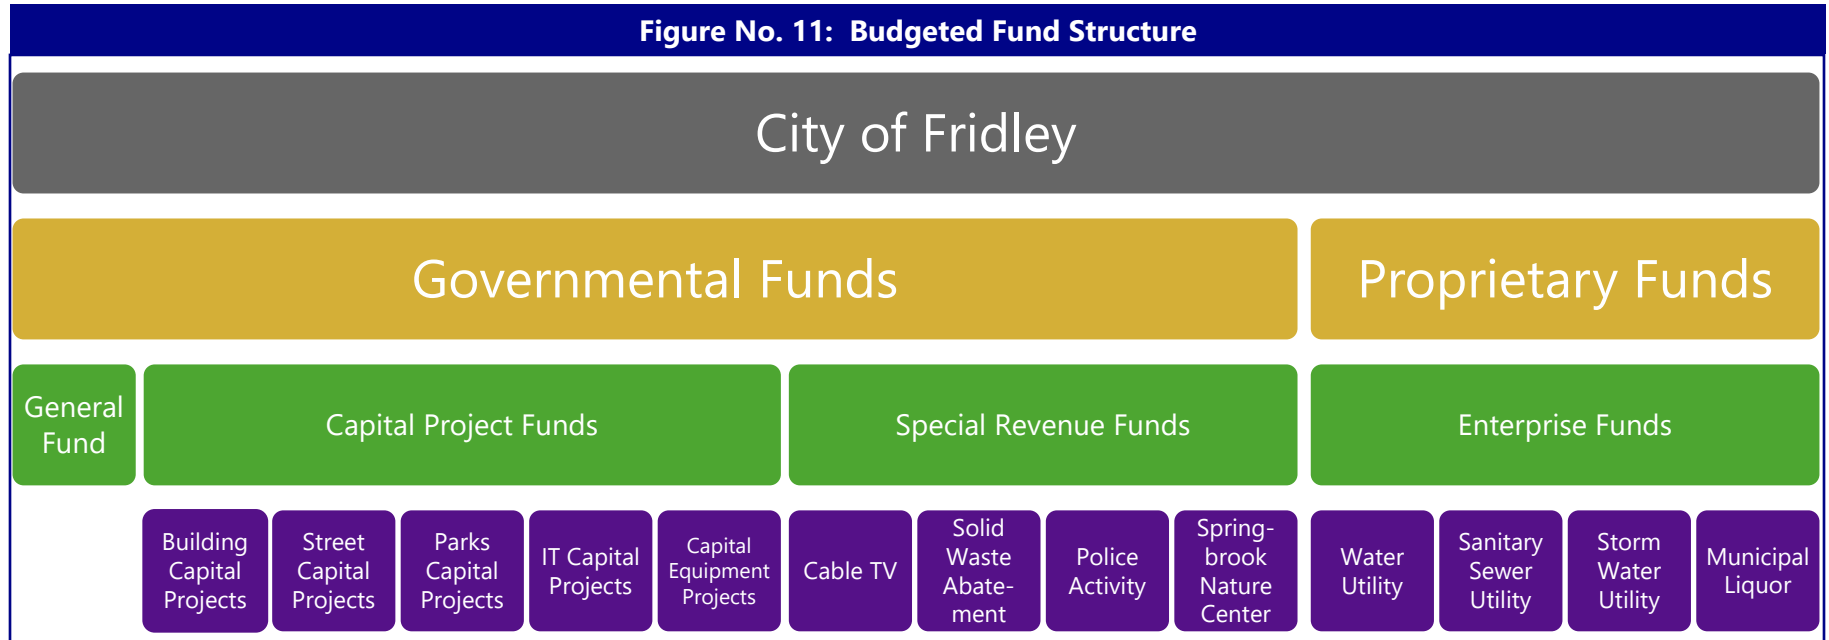 Figure No. 11:  Budgeted Fund Structure
City of Fridley
Governmental Funds
Proprietary Funds
General
Fund
Capital Project Funds
Special Revenue Funds
Enterprise Funds
Building
Capital
Projects
Street
Capital
Projects
Parks
Capital
Projects
IT Capital
Projects
Capital
Equipment
Projects
Cable TV
Solid
Waste
Abate-
ment
Police
Activity
Spring-
brook
Nature
Center
Water
Utility
Sanitary
Sewer
Utility
Storm
Water
Utility
Municipal
Liquor